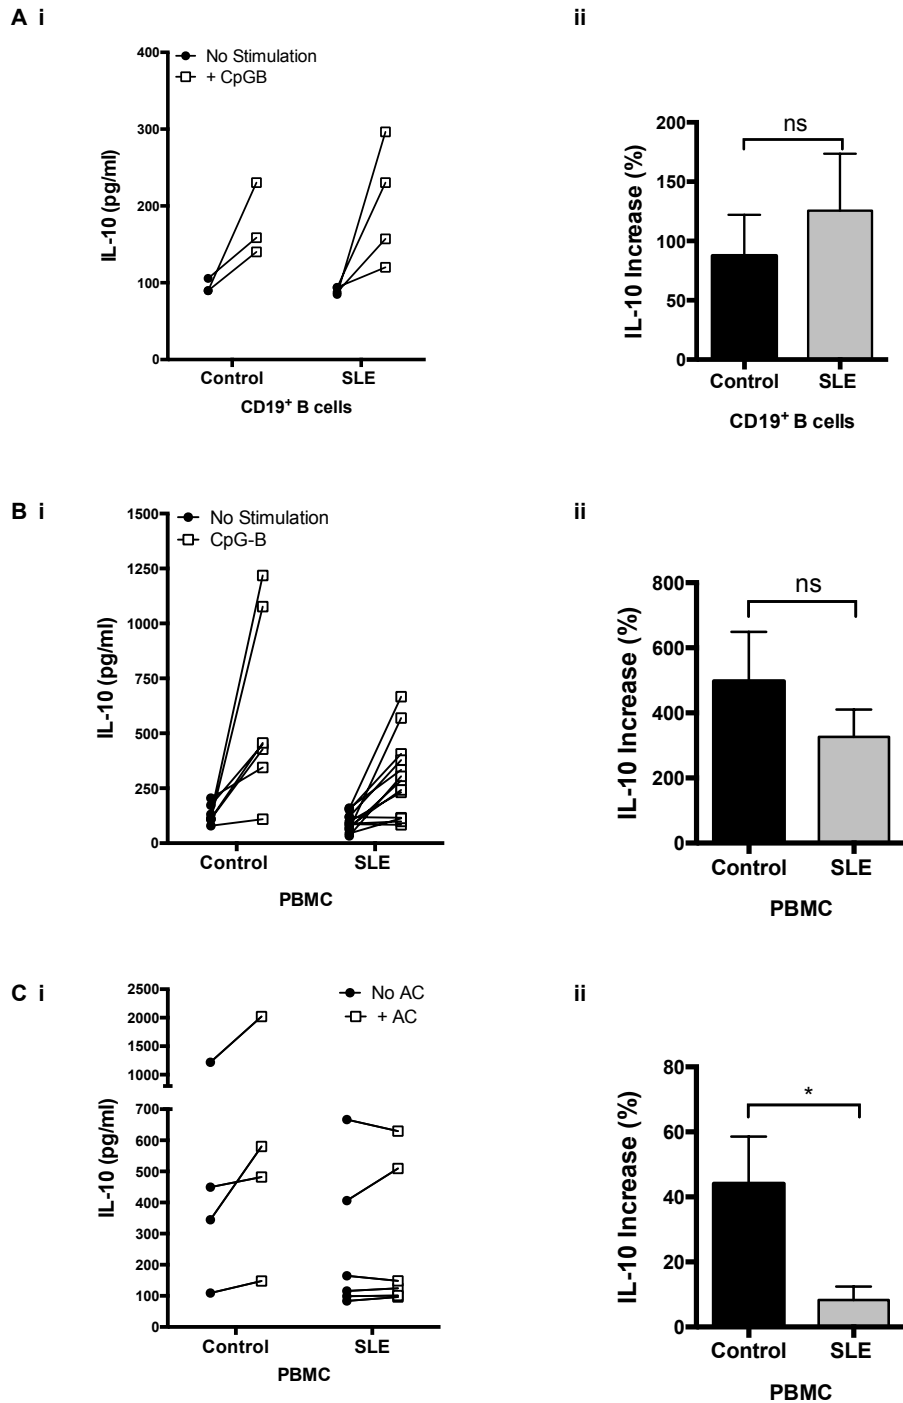 A i
ii
400
300
200
100
0
IL-10 (pg/ml)
No Stimulation
+ CpGB
Control
SLE
CD19+ B cells
200
150
100
50
0
IL-10 Increase (%)
ns
Control
SLE
CD19+ B cells
B i
ii
1500
1250
1000
750
500
250
0
IL-10 (pg/ml)
No Stimulation
CpG-B
Control
SLE
PBMC
800
600
400
200
0
IL-10 Increase (%)
ns
Control
SLE
PBMC
C i
ii
2500
2000
1500
1000
700
600
500
400
300
200
100
0
IL-10 (pg/ml)
No AC
+ AC
Control
SLE
PBMC
80
60
40
20
0
IL-10 Increase (%)
*
Control
SLE
PBMC